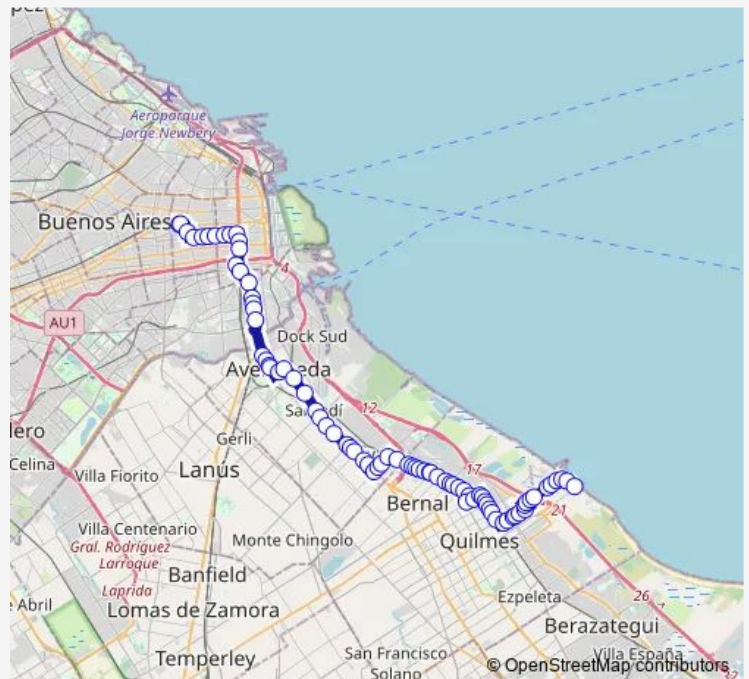 Aeroparque
Jorge Newbery
Buenos Aires
4
AU1
Dock Sud
12
Gerli
Celina
Villa Fiorito
Lanús
17
Bernal
21
Villa Centenario
Monte Chingolo
Quilmes
Gral. Rodríguez
Larroque
Banfield
Laprida
Ezpeleta
26
Abril
Lomas de Zamora
Berazategui
Temperley
San Francisco
Solano
Villa España
© OpenStreetMap contributors